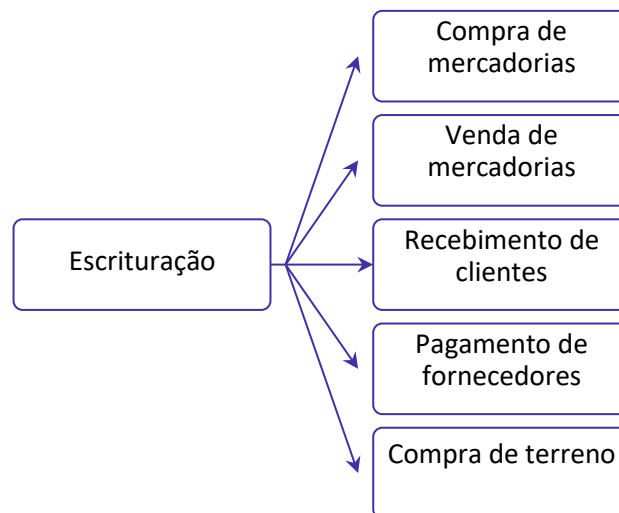 Compra de
mercadorias
Venda de
mercadorias
Escrituração
Recebimento de
clientes
Pagamento de
fornecedores
Compra de terreno